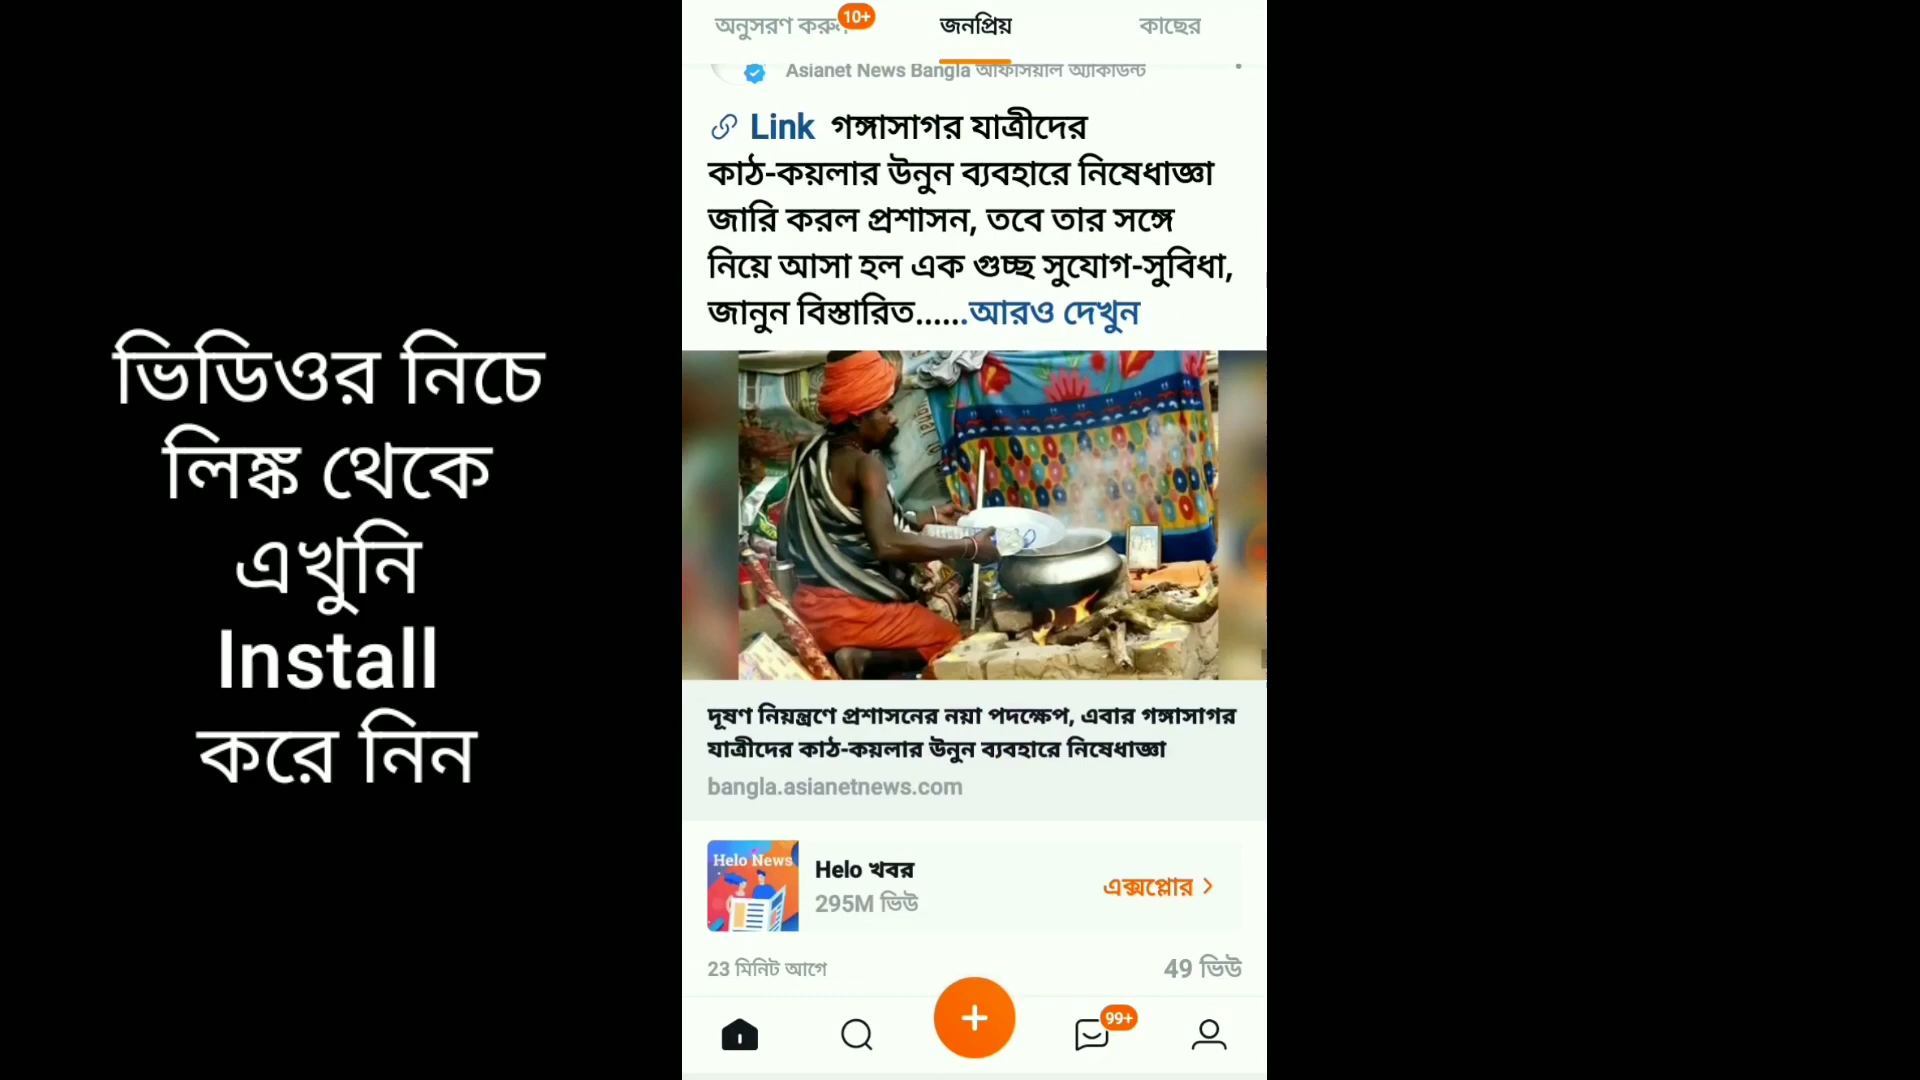 ভিডিওর নিচে
লিঙ্ক থেকে
এখুনি
Install
করে নিন
অনুসরণ করুন 10+
জনপ্রিয়
কাছের
Asianet News Bangla অফিসিয়াল অ্যাকাউন্ট
Link গঙ্গাসাগর যাত্রীদের
কাঠ-কয়লার উনুন ব্যবহারে নিষেধাজ্ঞা
জারি করল প্রশাসন, তবে তার সঙ্গে
নিয়ে আসা হল এক গুচ্ছ সুযোগ-সুবিধা,
জানুন বিস্তারিত......আরও দেখুন
দূষণ নিয়ন্ত্রণে প্রশাসনের নয়া পদক্ষেপ, এবার গঙ্গাসাগর
যাত্রীদের কাঠ-কয়লার উনুন ব্যবহারে নিষেধাজ্ঞা
bangla.asianetnews.com
Helo News
Helo খবর
295M ভিউ
এক্সপ্লোর
23 মিনিট আগে
49 ভিউ
99+